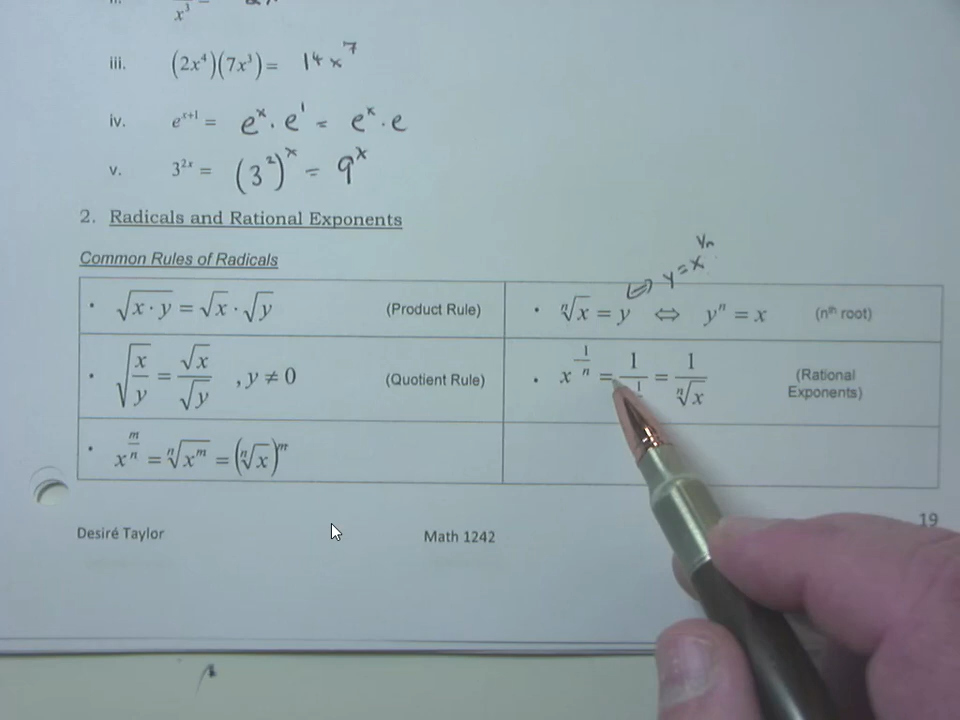 x³
iii. (2x⁴)(7x³) = 14x⁷
iv. eˣ⁺¹ = eˣ · e¹ = eˣ · e
v. 3²ˣ = (3²)ˣ = 9ˣ
2. Radicals and Rational Exponents
Common Rules of Radicals
⇔ y = x^(1/n)
• √(x · y) = √x · √y (Product Rule)
• ⁿ√x = y ⇔ yⁿ = x (nᵗʰ root)
• √(x/y) = √x/√y , y ≠ 0 (Quotient Rule)
• x^(-1/n) = 1 = 1/ⁿ√x (Rational Exponents)
• x^(m/n) = ⁿ√(xᵐ) = (ⁿ√x)ᵐ
19
Desiré Taylor Math 1242